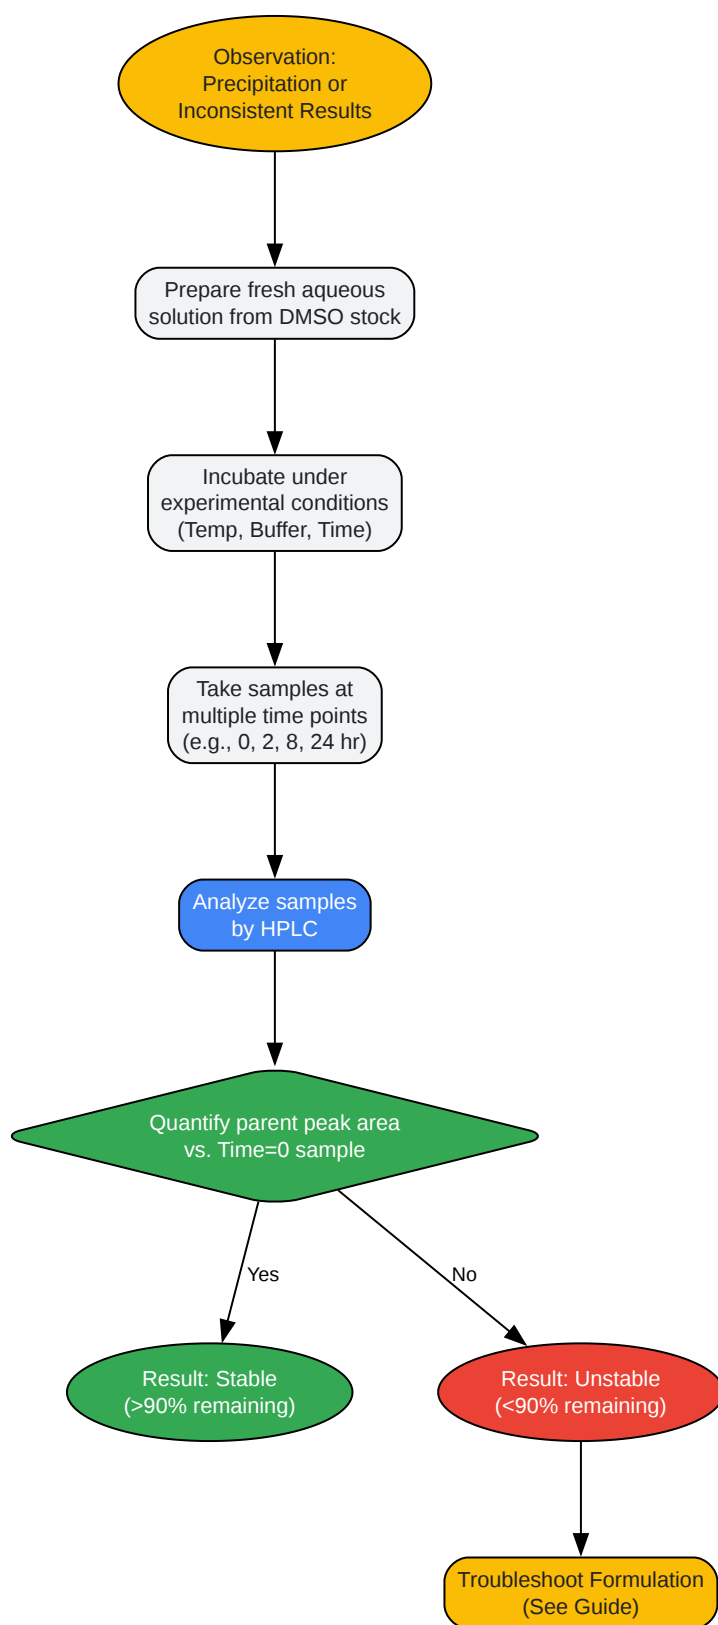 Observation:
Precipitation or
Inconsistent Results
Prepare fresh aqueous
solution from DMSO stock
Incubate under
experimental conditions
(Temp, Buffer, Time)
Take samples at
multiple time points
(e.g., 0, 2, 8, 24 hr)
Analyze samples
by HPLC
Quantify parent peak area
vs. Time=0 sample
Yes
No
Result: Stable
(>90% remaining)
Result: Unstable
(<90% remaining)
Troubleshoot Formulation
(See Guide)